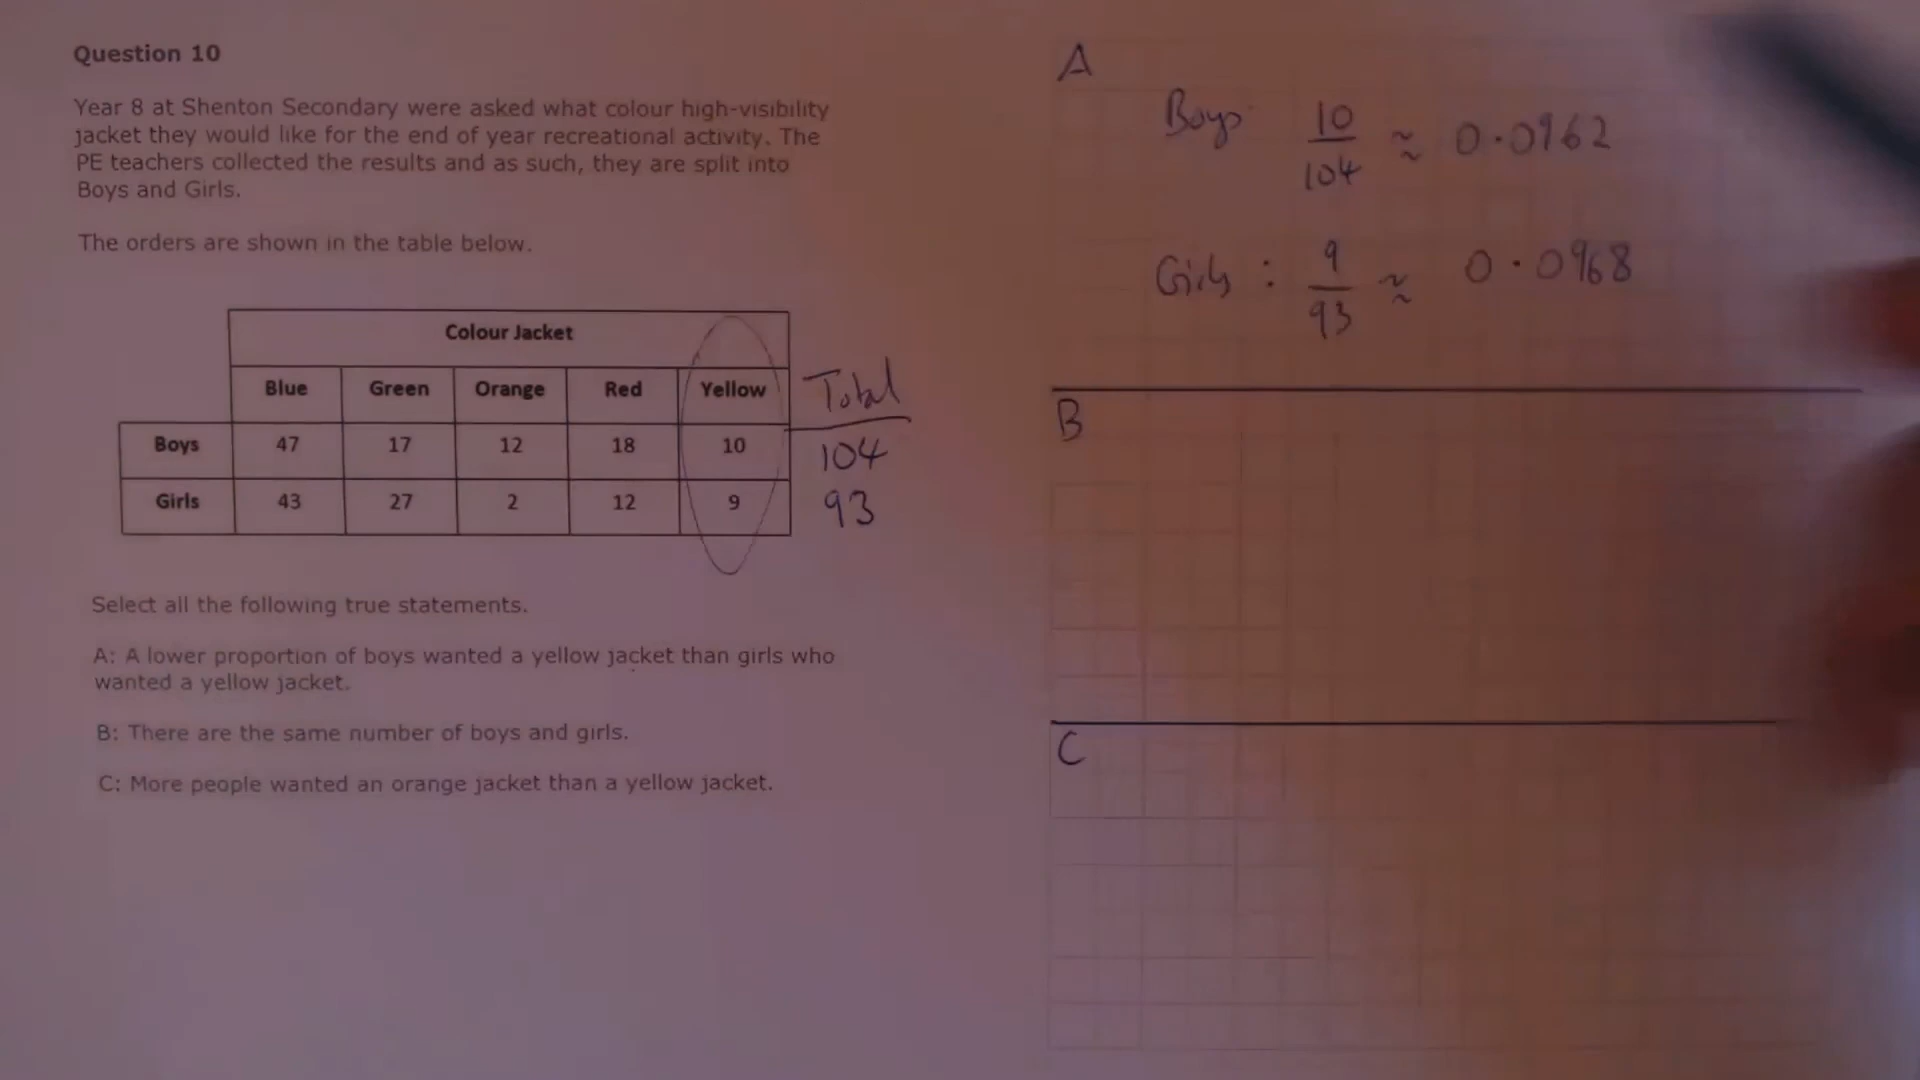 Question 10
Year 8 at Shenton Secondary were asked what colour high-visibility
jacket they would like for the end of year recreational activity. The
PE teachers collected the results and as such, they are split into
Boys and Girls.
The orders are shown in the table below.
Colour Jacket
Blue Green Orange Red Yellow Total
Boys 47 17 12 18 10 104
Girls 43 27 2 12 9 93
Select all the following true statements.
A: A lower proportion of boys wanted a yellow jacket than girls who
wanted a yellow jacket.
B: There are the same number of boys and girls.
C: More people wanted an orange jacket than a yellow jacket.
A
Boys 10/104 ≈ 0.0962
Girls : 9/93 ≈ 0.0968
B
C